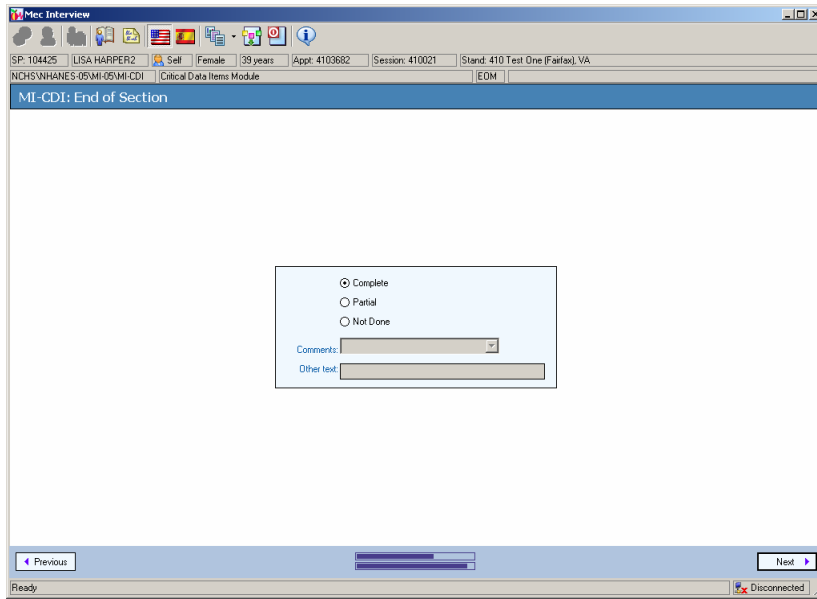 Mec Interview
SP: 104425 LISA HARPER2 Self Female 39 years Appt: 4103682 Session: 410021 Stand: 410 Test One (Fairfax), VA
NCHS\NHANES-05\MI-05\MI-CDI Critical Data Items Module EOM
MI-CDI: End of Section
Complete
Partial
Not Done
Comments:
Other text:
Previous Next
Ready Disconnected